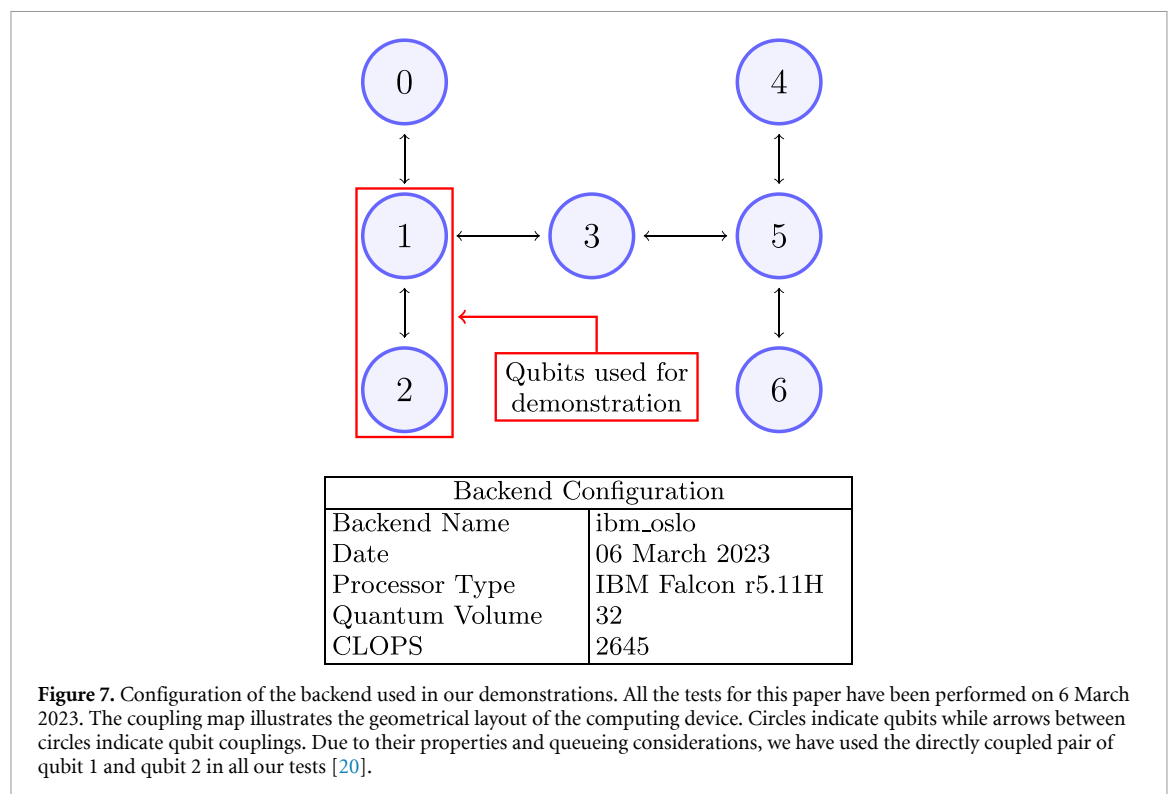 0
4
1
3
5
2
Qubits used for
demonstration
6
Backend Configuration
Backend Name ibm_oslo
Date 06 March 2023
Processor Type IBM Falcon r5.11H
Quantum Volume 32
CLOPS 2645
Figure 7. Configuration of the backend used in our demonstrations. All the tests for this paper have been performed on 6 March
2023. The coupling map illustrates the geometrical layout of the computing device. Circles indicate qubits while arrows between
circles indicate qubit couplings. Due to their properties and queueing considerations, we have used the directly coupled pair of
qubit 1 and qubit 2 in all our tests [20].